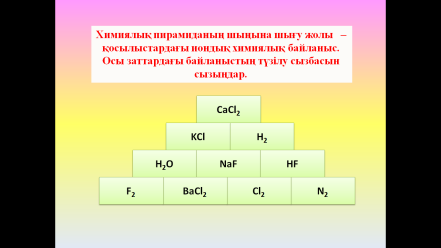 Химиялық пирамиданың шыңына шығу жолы –
қосылыстардағы иондық химиялық байланыс.
Осы заттардағы байланыстың түзілу сызбасын
сызыңдар.
CaCl₂
KCl H₂
H₂O NaF HF
F₂ BaCl₂ Cl₂ N₂